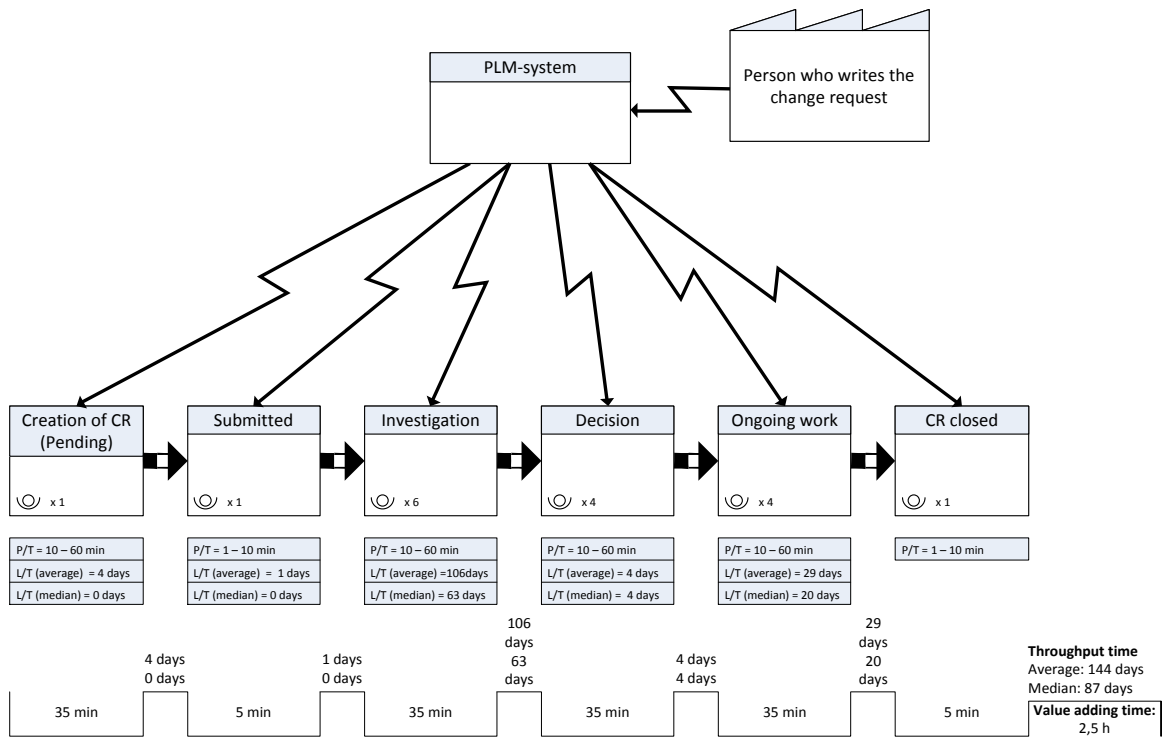 PLM-system
Person who writes the
change request
Creation of CR
(Pending)
x 1
Submitted
x 1
Investigation
x 6
Decision
x 4
Ongoing work
x 4
CR closed
x 1
P/T = 10 – 60 min
L/T (average)  = 4 days
L/T (median) = 0 days
P/T = 1 – 10 min
L/T (average) =  1 days
L/T (median) = 0 days
P/T = 10 – 60 min
L/T (average) =106days
L/T (median) = 63 days
P/T = 10 – 60 min
L/T (average) = 4 days
L/T (median) =  4 days
P/T = 10 – 60 min
L/T (average) = 29 days
L/T (median) = 20 days
P/T = 1 – 10 min
35 min
4 days
0 days
5 min
1 days
0 days
35 min
106
days
63
days
35 min
4 days
4 days
35 min
29
days
20
days
5 min
Throughput time
Average: 144 days
Median: 87 days
Value adding time:
2,5 h